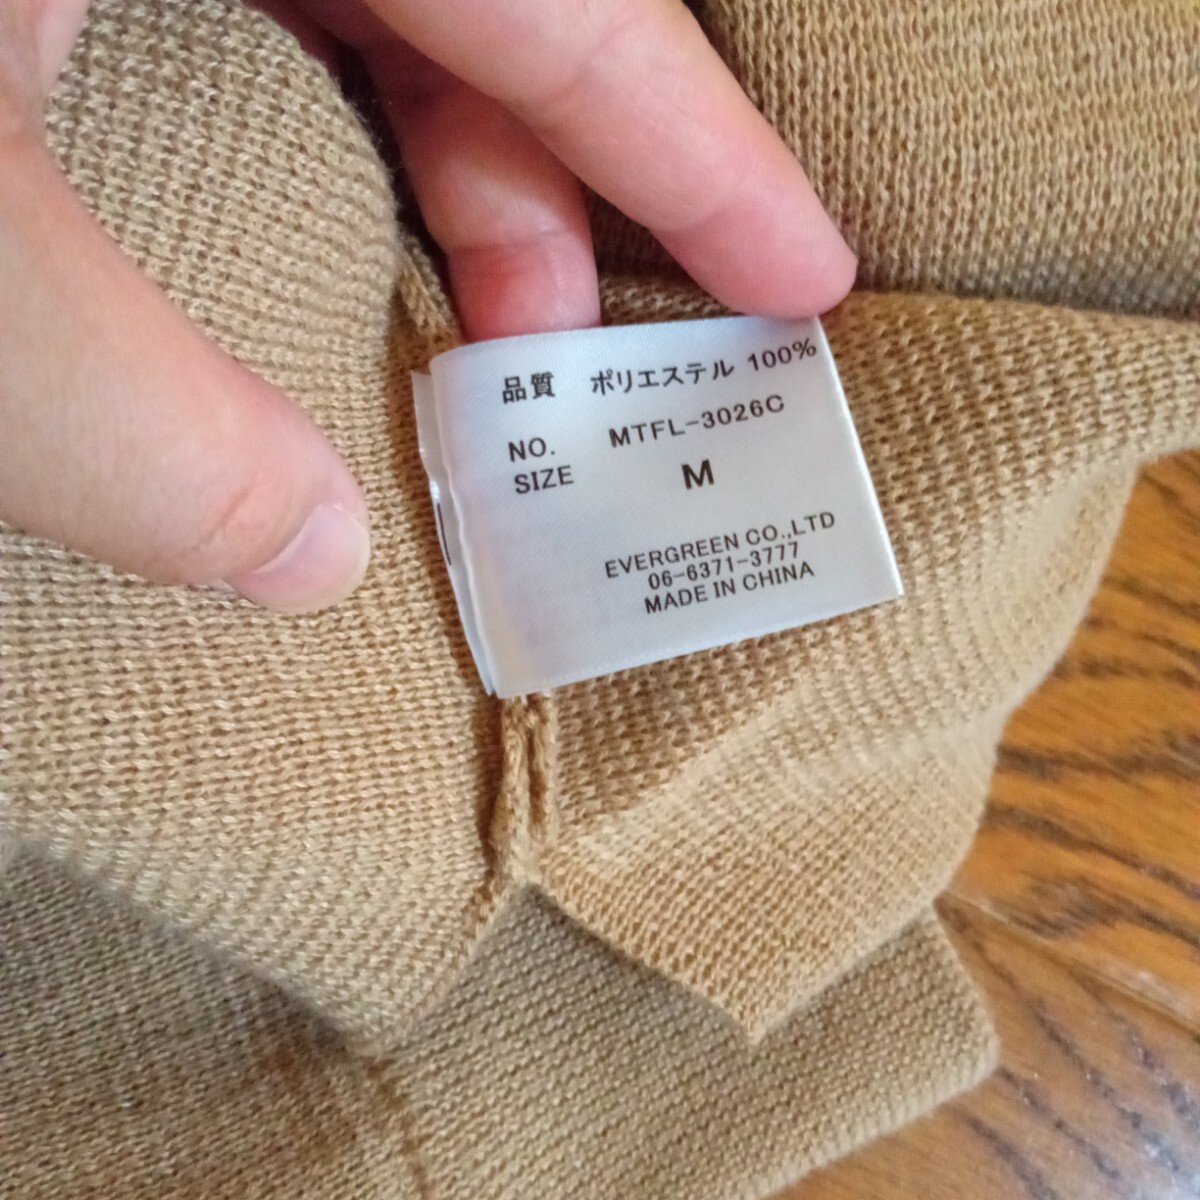 品質 ポリエステル 100%
NO. MTFL-3026C
SIZE M
EVERGREEN CO.,LTD
06-6371-3777
MADE IN CHINA